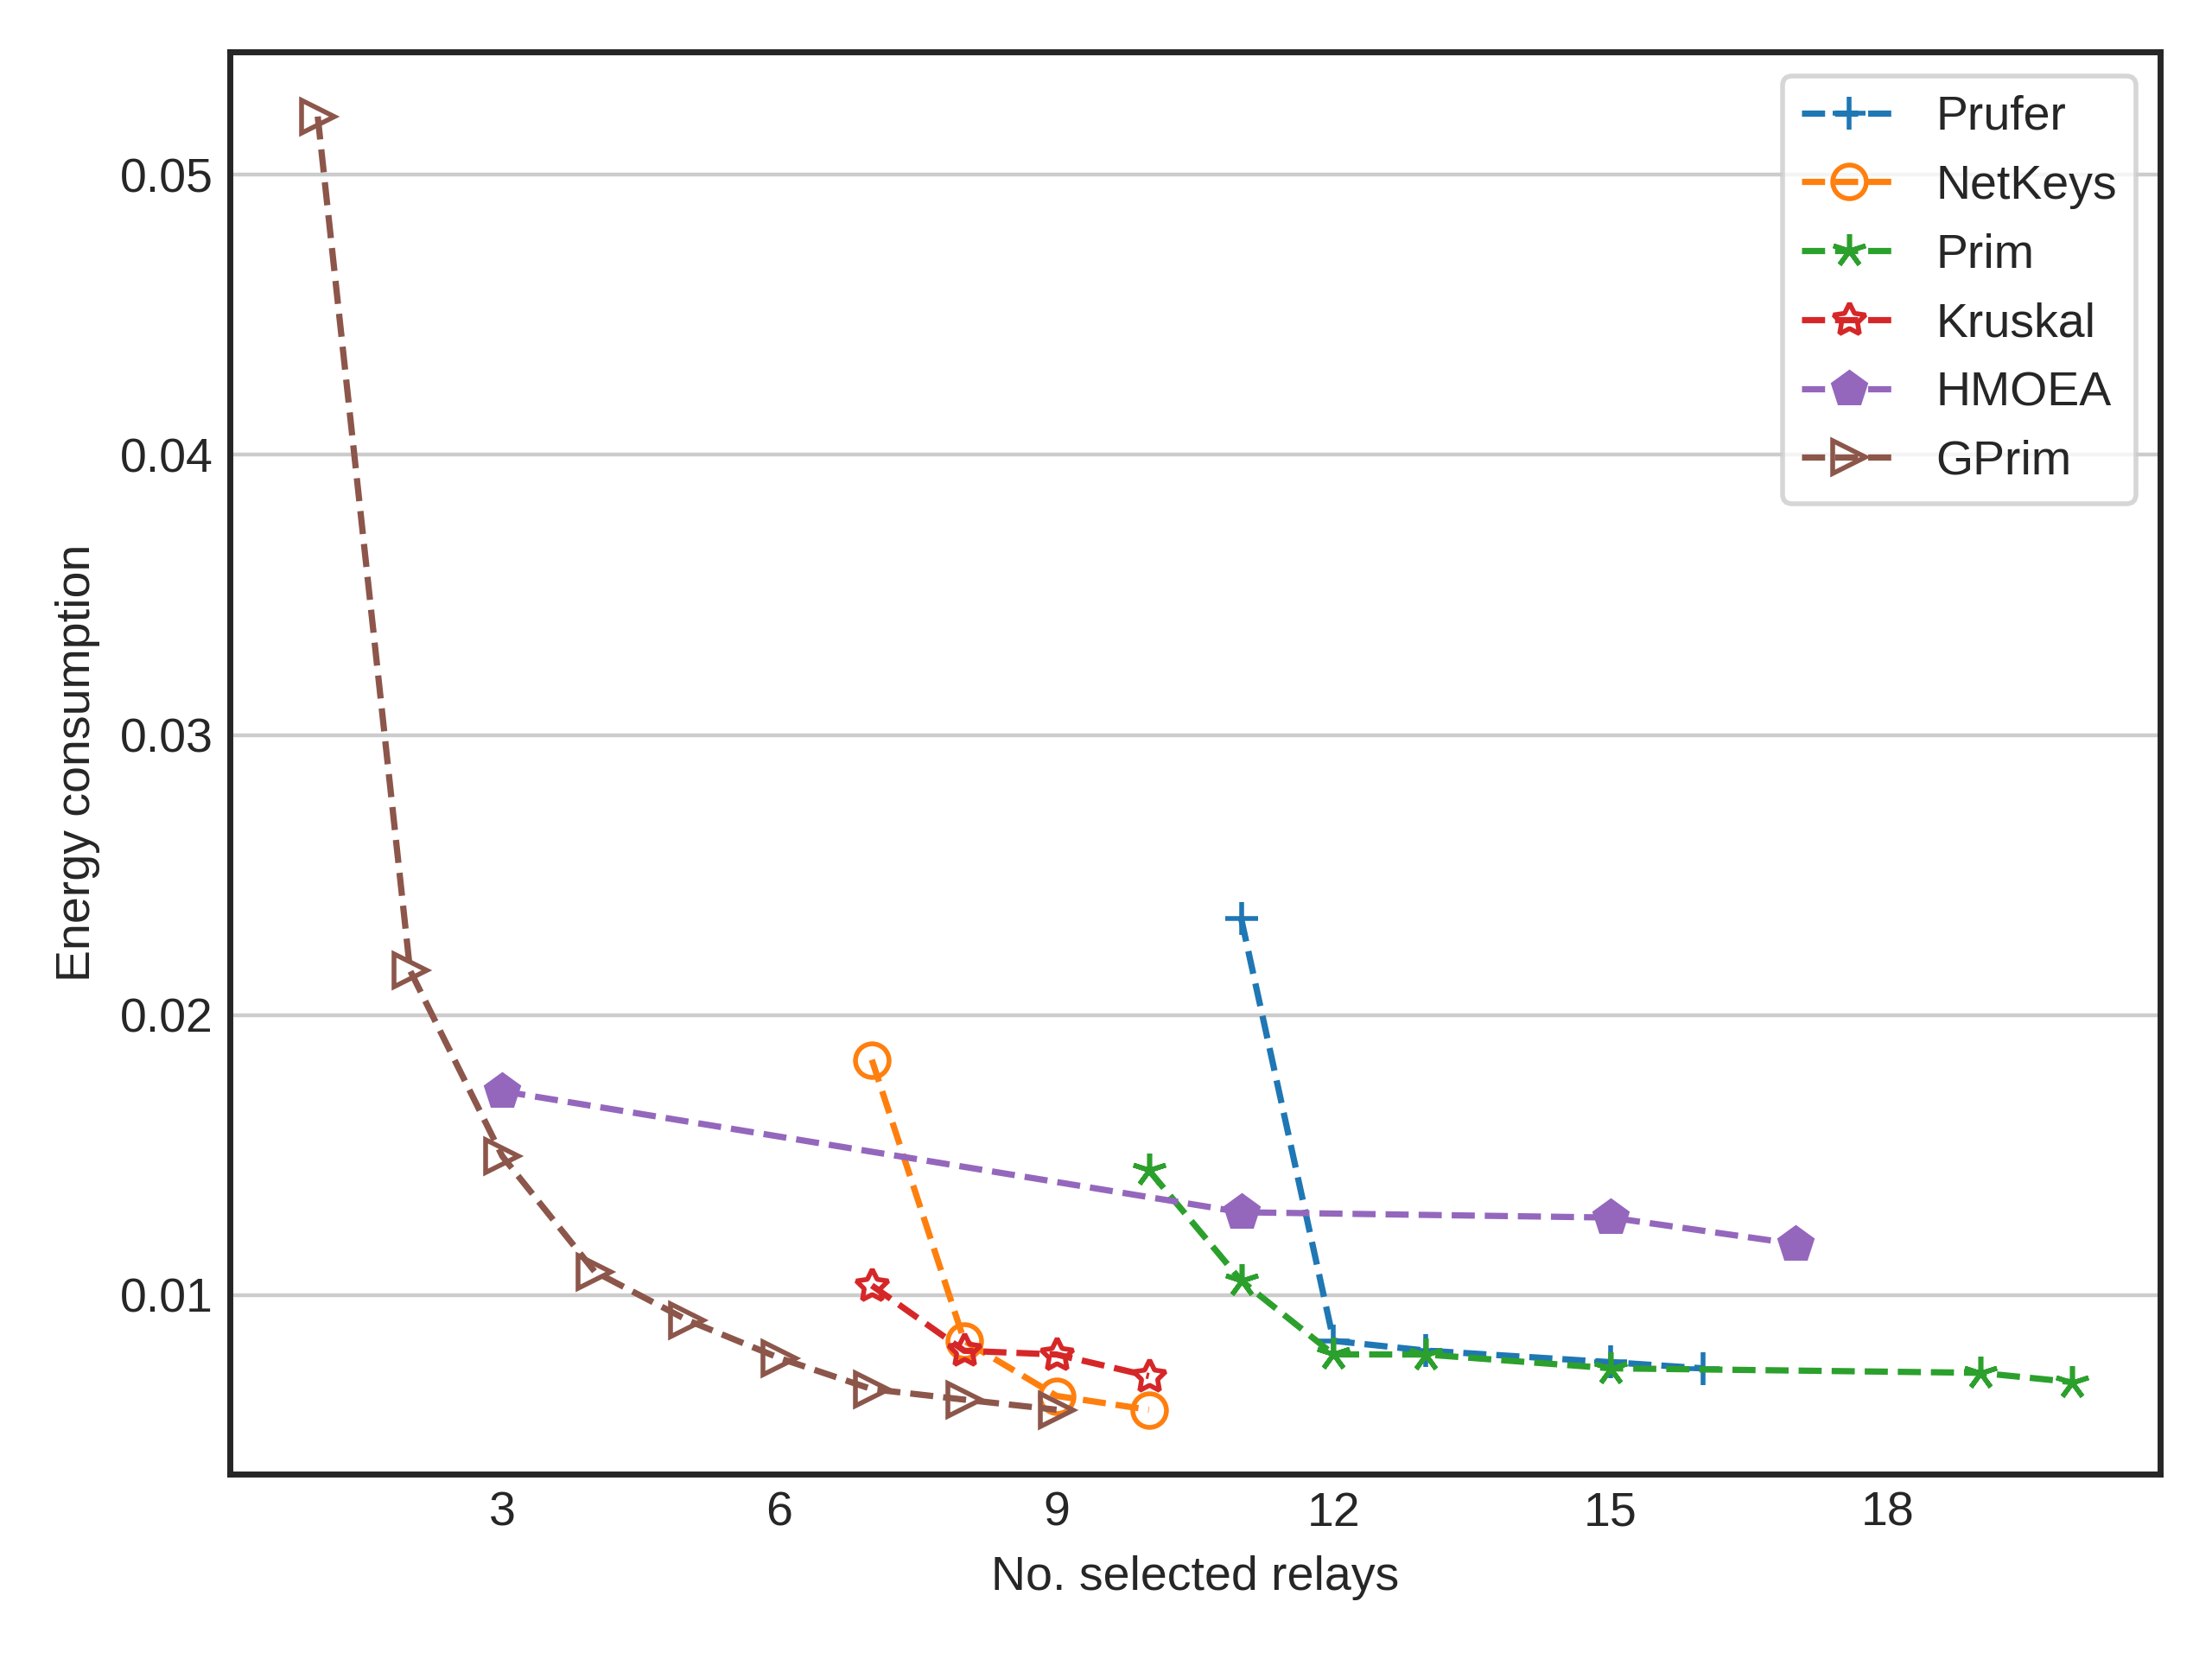 Prufer
NetKeys
Prim
Kruskal
HMOEA
GPrim
0.05
0.04
0.03
0.02
0.01
Energy consumption
3 6 9 12 15 18
No. selected relays